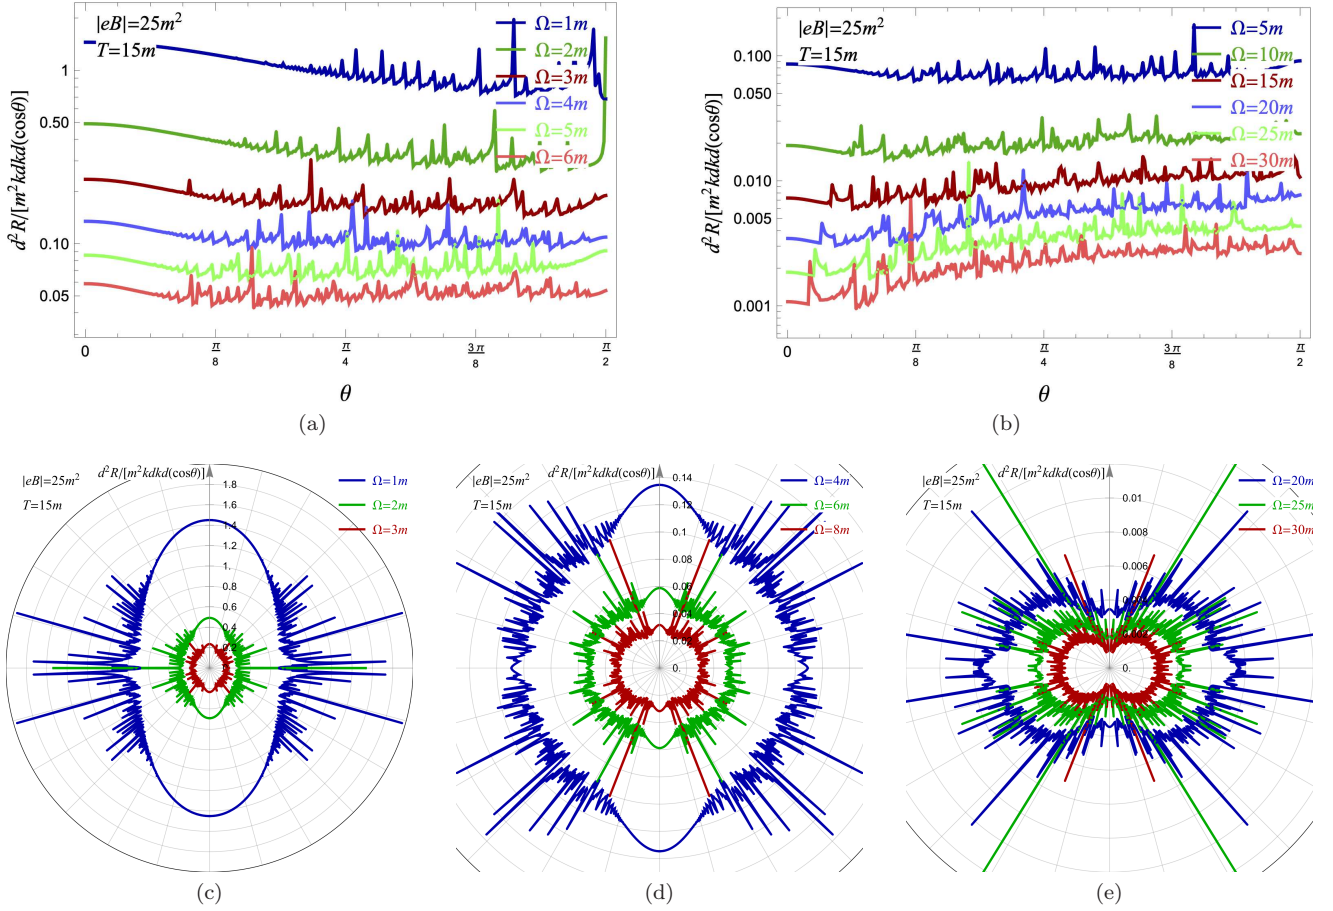 |eB|=25m²
T=15m
Ω=1m
Ω=2m
Ω=3m
Ω=4m
Ω=5m
Ω=6m
1
0.50
0.10
0.05
d²R/[m²kdkd(cosθ)]
0
π/8
π/4
3π/8
π/2
θ
(a)
|eB|=25m²
T=15m
Ω=5m
Ω=10m
Ω=15m
Ω=20m
Ω=25m
Ω=30m
0.100
0.050
0.010
0.005
0.001
d²R/[m²kdkd(cosθ)]
0
π/8
π/4
3π/8
π/2
θ
(b)
d²R/[m²kdkd(cosθ)]
|eB|=25m²
T=15m
Ω=1m
Ω=2m
Ω=3m
1.8
1.6
1.4
1.2
1.0
0.8
0.6
0.4
0.2
(c)
d²R/[m²kdkd(cosθ)]
|eB|=25m²
T=15m
Ω=4m
Ω=6m
Ω=8m
0.14
0.12
0.1
0.08
0.06
0.
(d)
d²R/[m²kdkd(cosθ)]
|eB|=25m²
T=15m
Ω=20m
Ω=25m
Ω=30m
0.01
0.008
0.006
0.
(e)